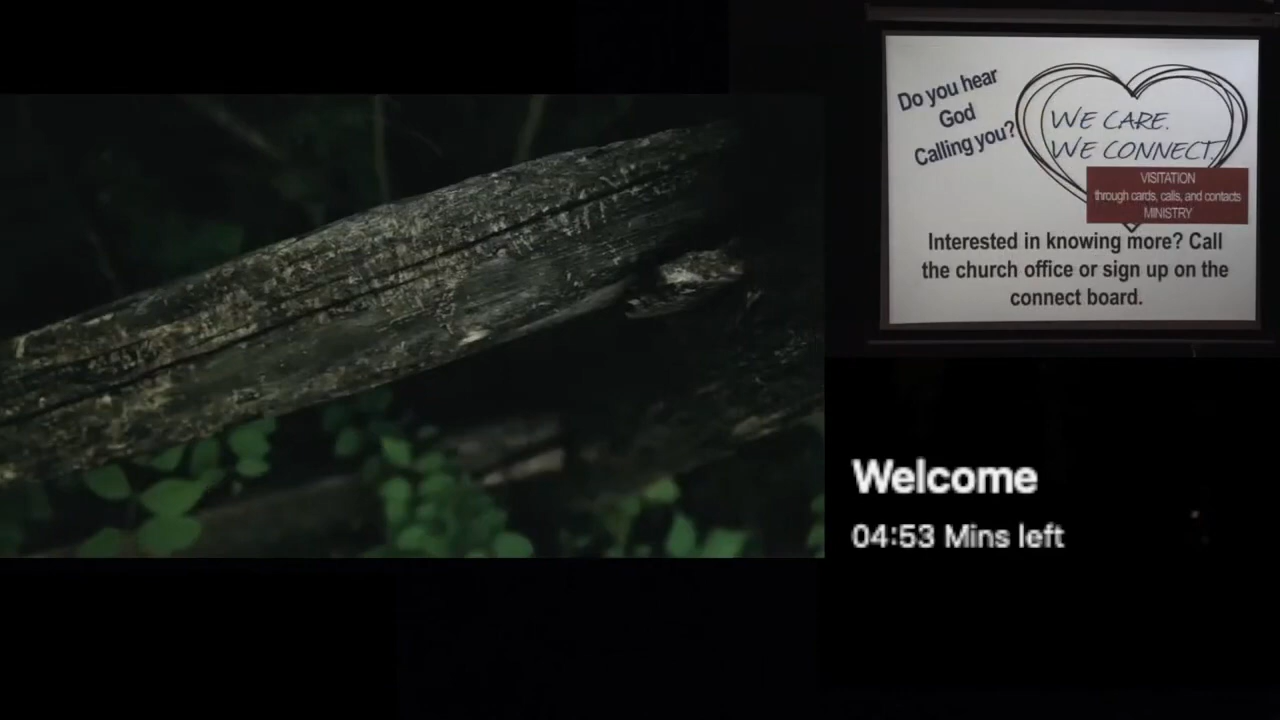 Do you hear
God
Calling you?
WE CARE.
WE CONNECT.
VISITATION
through cards, calls, and contacts
MINISTRY
Interested in knowing more? Call
the church office or sign up on the
connect board.
Welcome
04:53 Mins left